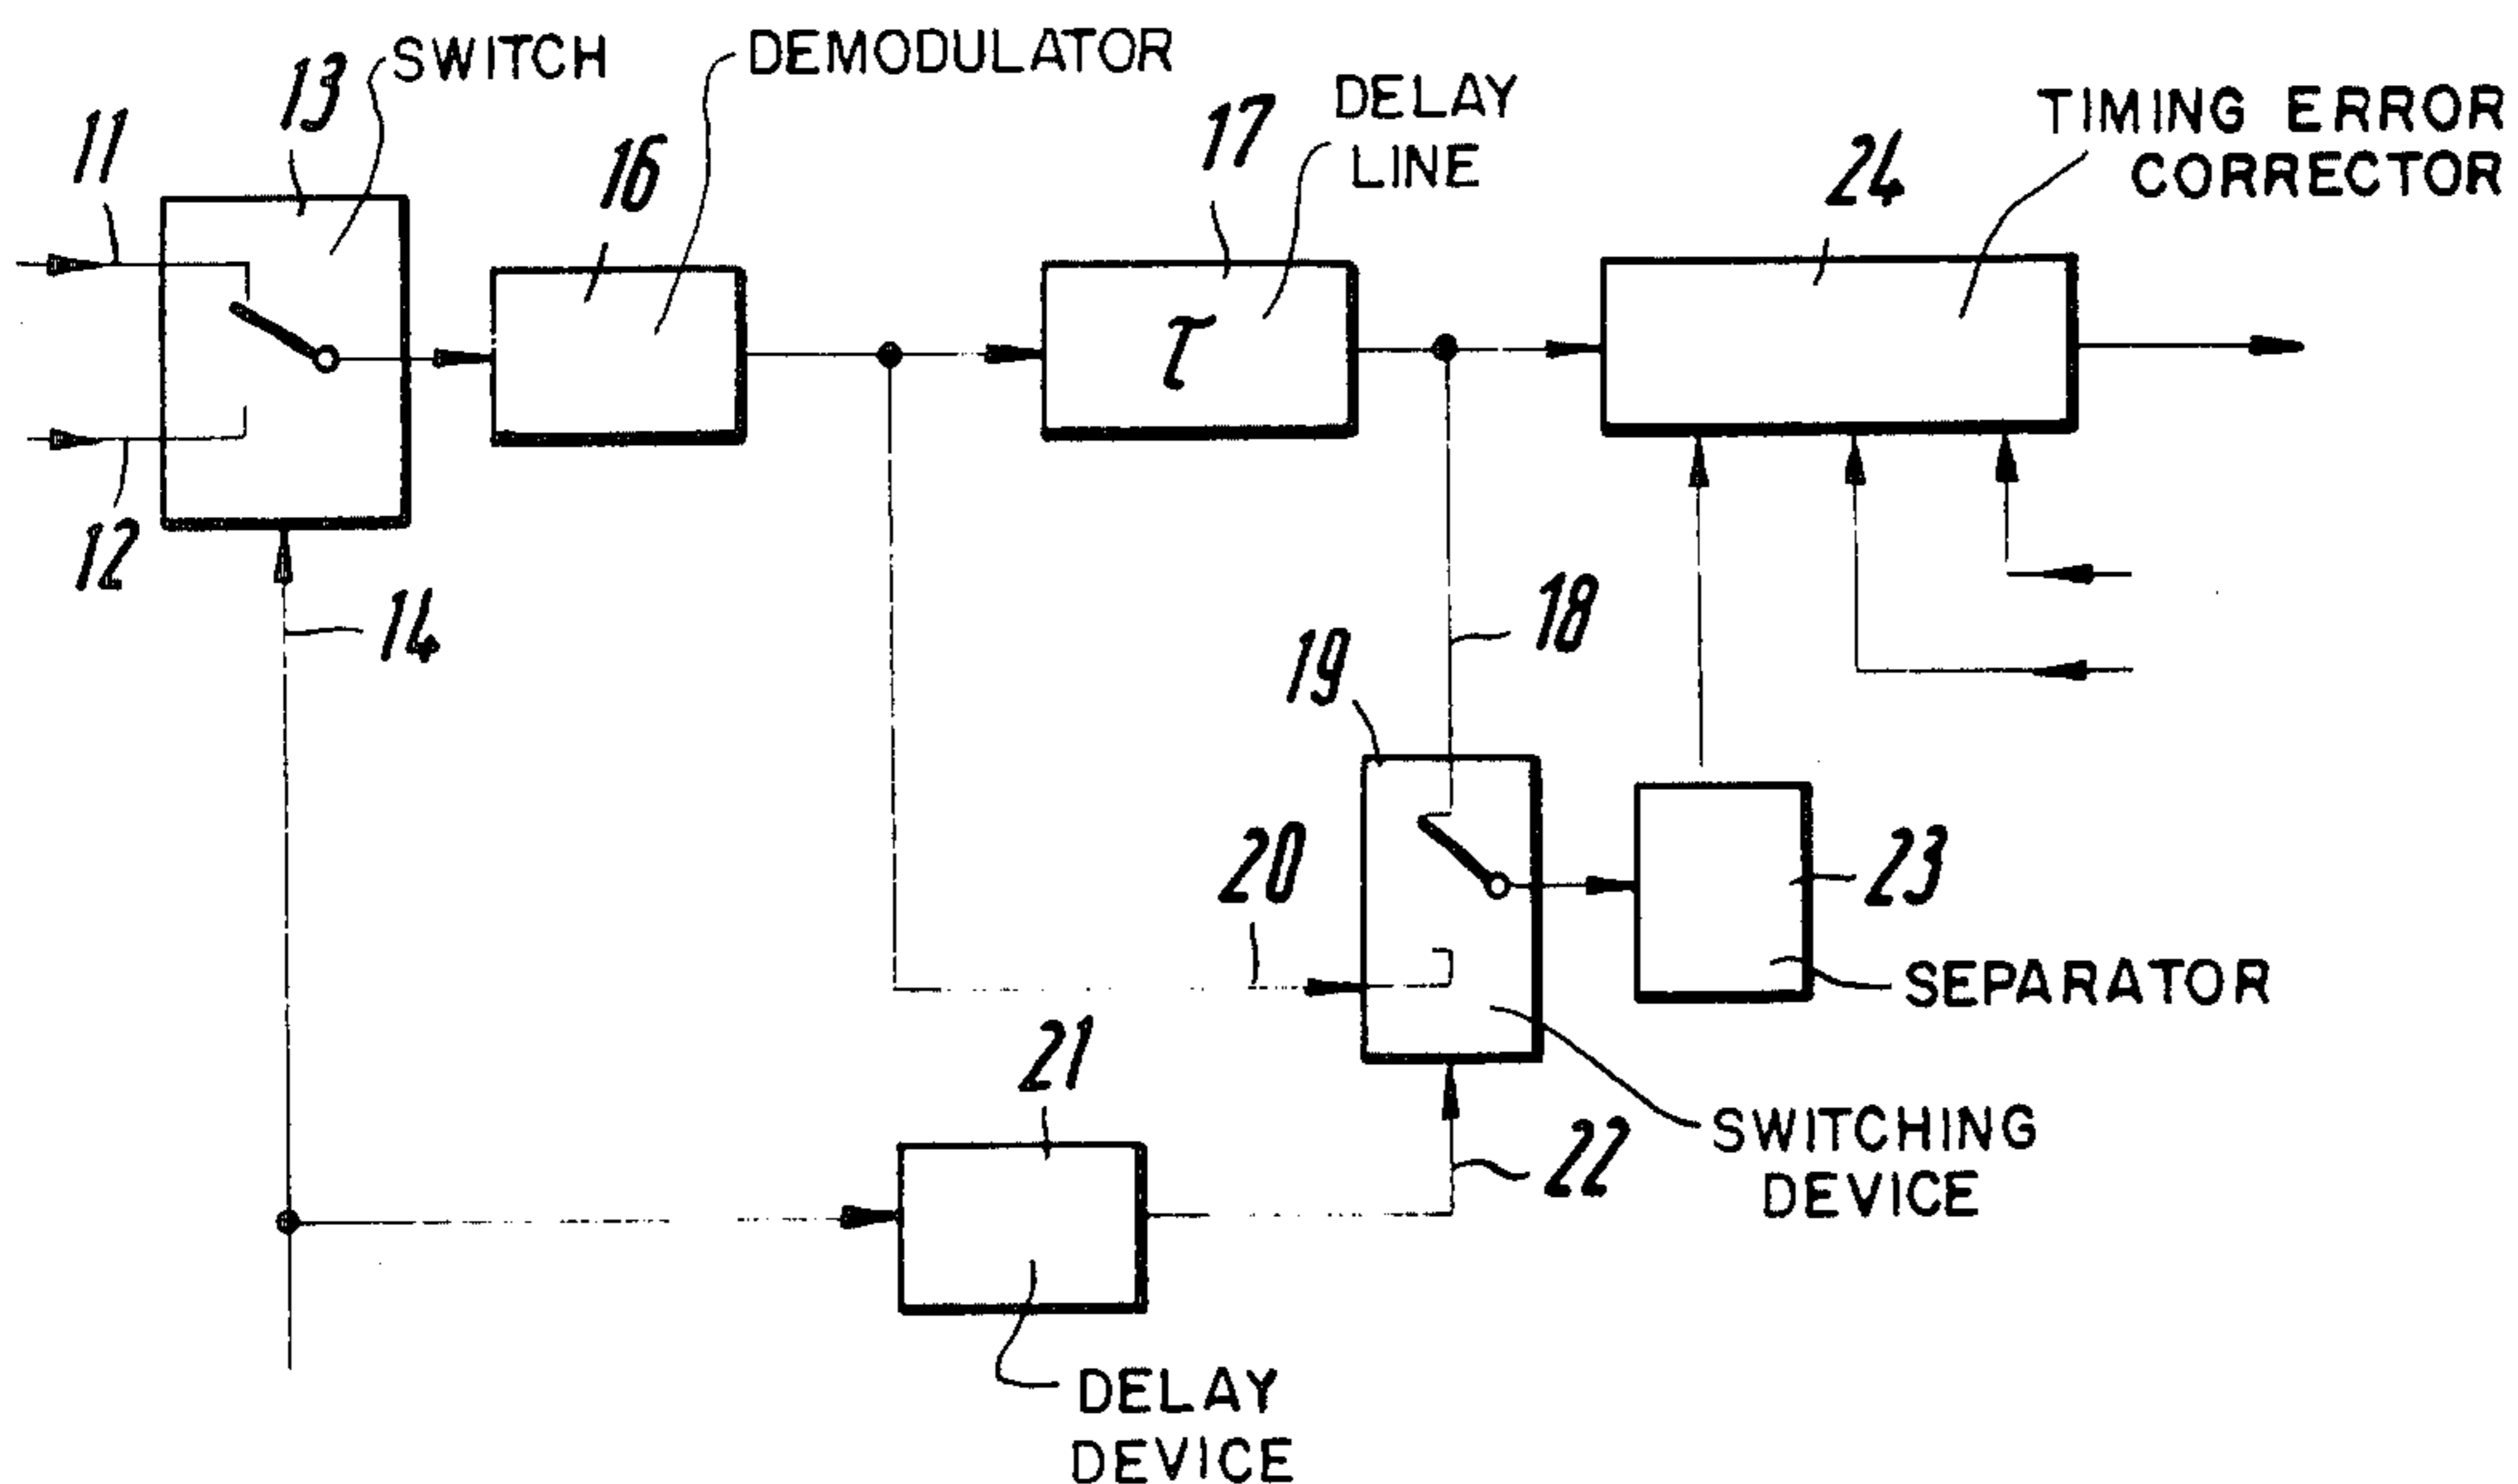 SWITCH
DEMODULATOR
DELAY
LINE
TIMING ERROR
CORRECTOR
11
13
16
17
24
τ
12
14
18
19
20
23
SEPARATOR
21
22
SWITCHING
DEVICE
DELAY
DEVICE